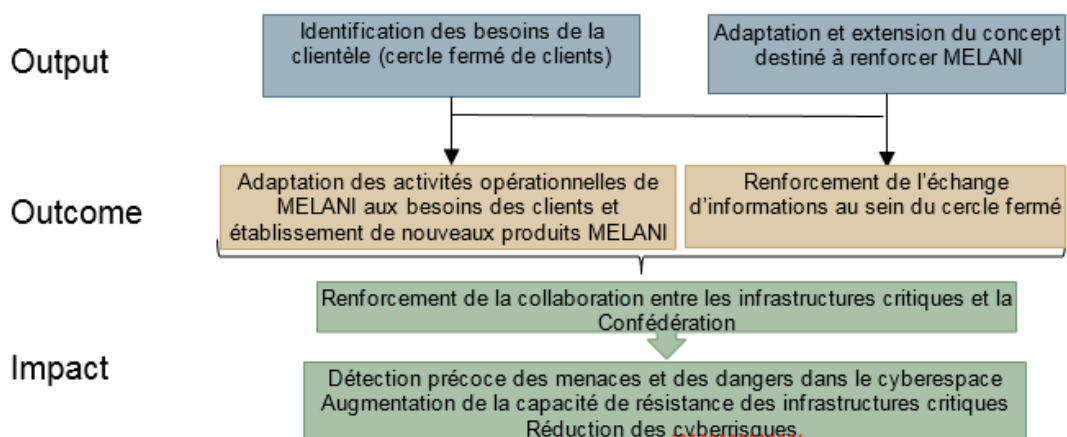 Output
Identification des besoins de la
clientèle (cercle fermé de clients)
Adaptation et extension du concept
destiné à renforcer MELANI
Outcome
Adaptation des activités opérationnelles de
MELANI aux besoins des clients et
établissement de nouveaux produits MELANI
Renforcement de l'échange
d'informations au sein du cercle fermé
Impact
Renforcement de la collaboration entre les infrastructures critiques et la
Confédération
Détection précoce des menaces et des dangers dans le cyberespace
Augmentation de la capacité de résistance des infrastructures critiques
Réduction des cyberrisques